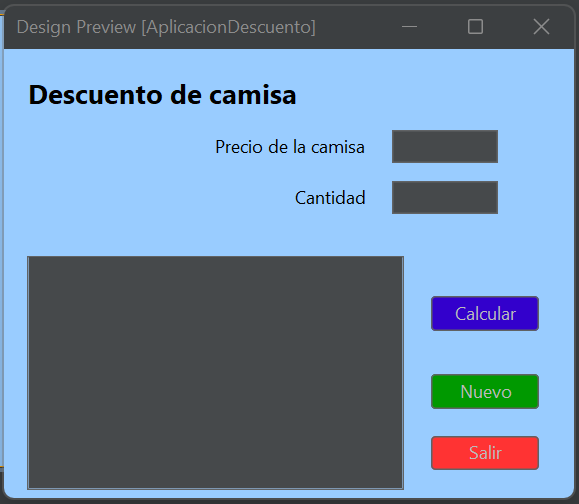 Design Preview [AplicacionDescuento]
Descuento de camisa
Precio de la camisa
Cantidad
Calcular
Nuevo
Salir